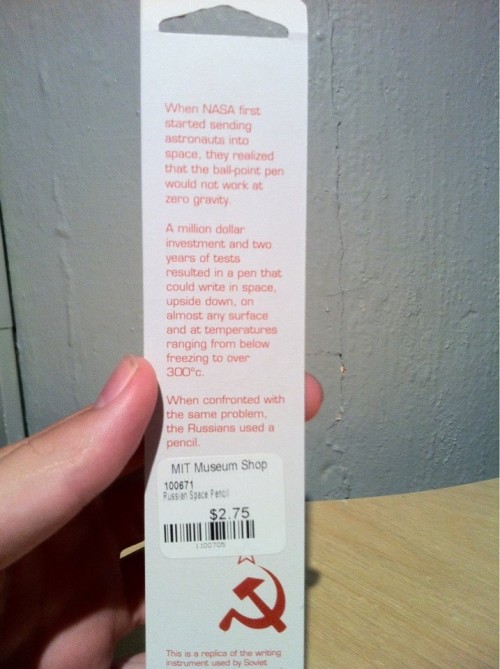 When NASA first
started sending
astronauts into
space, they realized
that the ball-point pen
would not work at
zero gravity.
A million dollar
investment and two
years of tests
resulted in a pen that
could write in space,
upside down, on
almost any surface
and at temperatures
ranging from below
freezing to over
300°c.
When confronted with
the same problem,
the Russians used a
pencil.
MIT Museum Shop
100671
Russian Space Pencil
$2.75
1100705
This is a replica of the writing
instrument used by Soviet